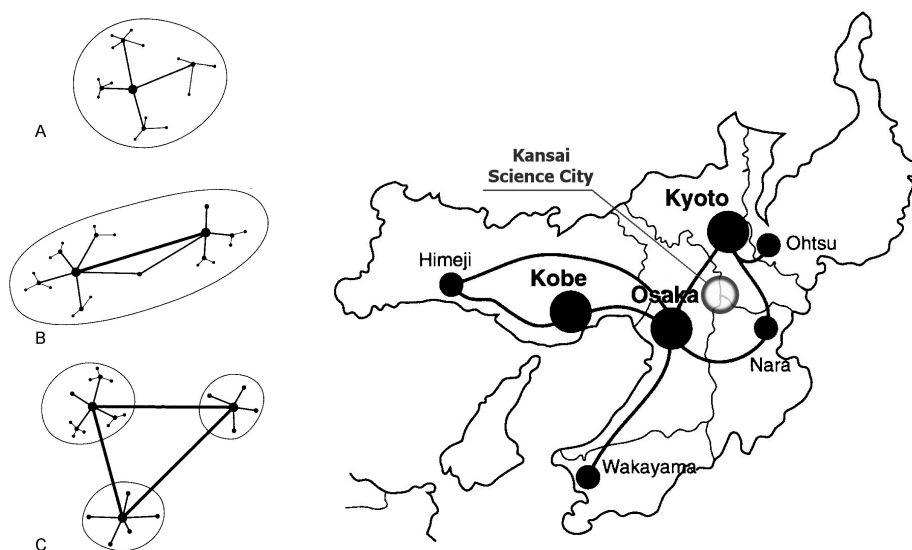 A
B
C
Kansai
Science City
Kyoto
Ohtsu
Himeji
Kobe
Osaka
Nara
Wakayama